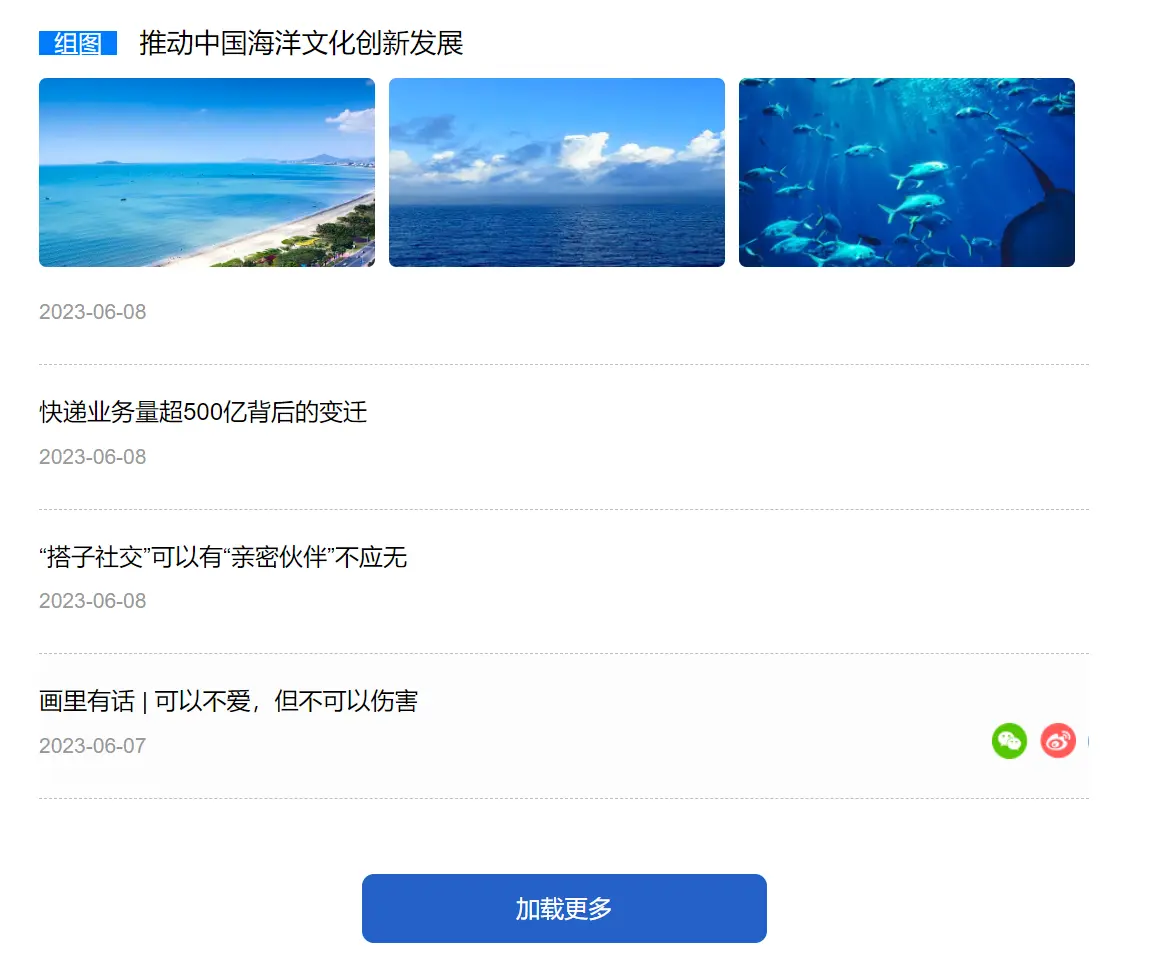 组图 推动中国海洋文化创新发展
2023-06-08
快递业务量超500亿背后的变迁
2023-06-08
“搭子社交”可以有“亲密伙伴”不应无
2023-06-08
画里有话 | 可以不爱，但不可以伤害
2023-06-07
加载更多